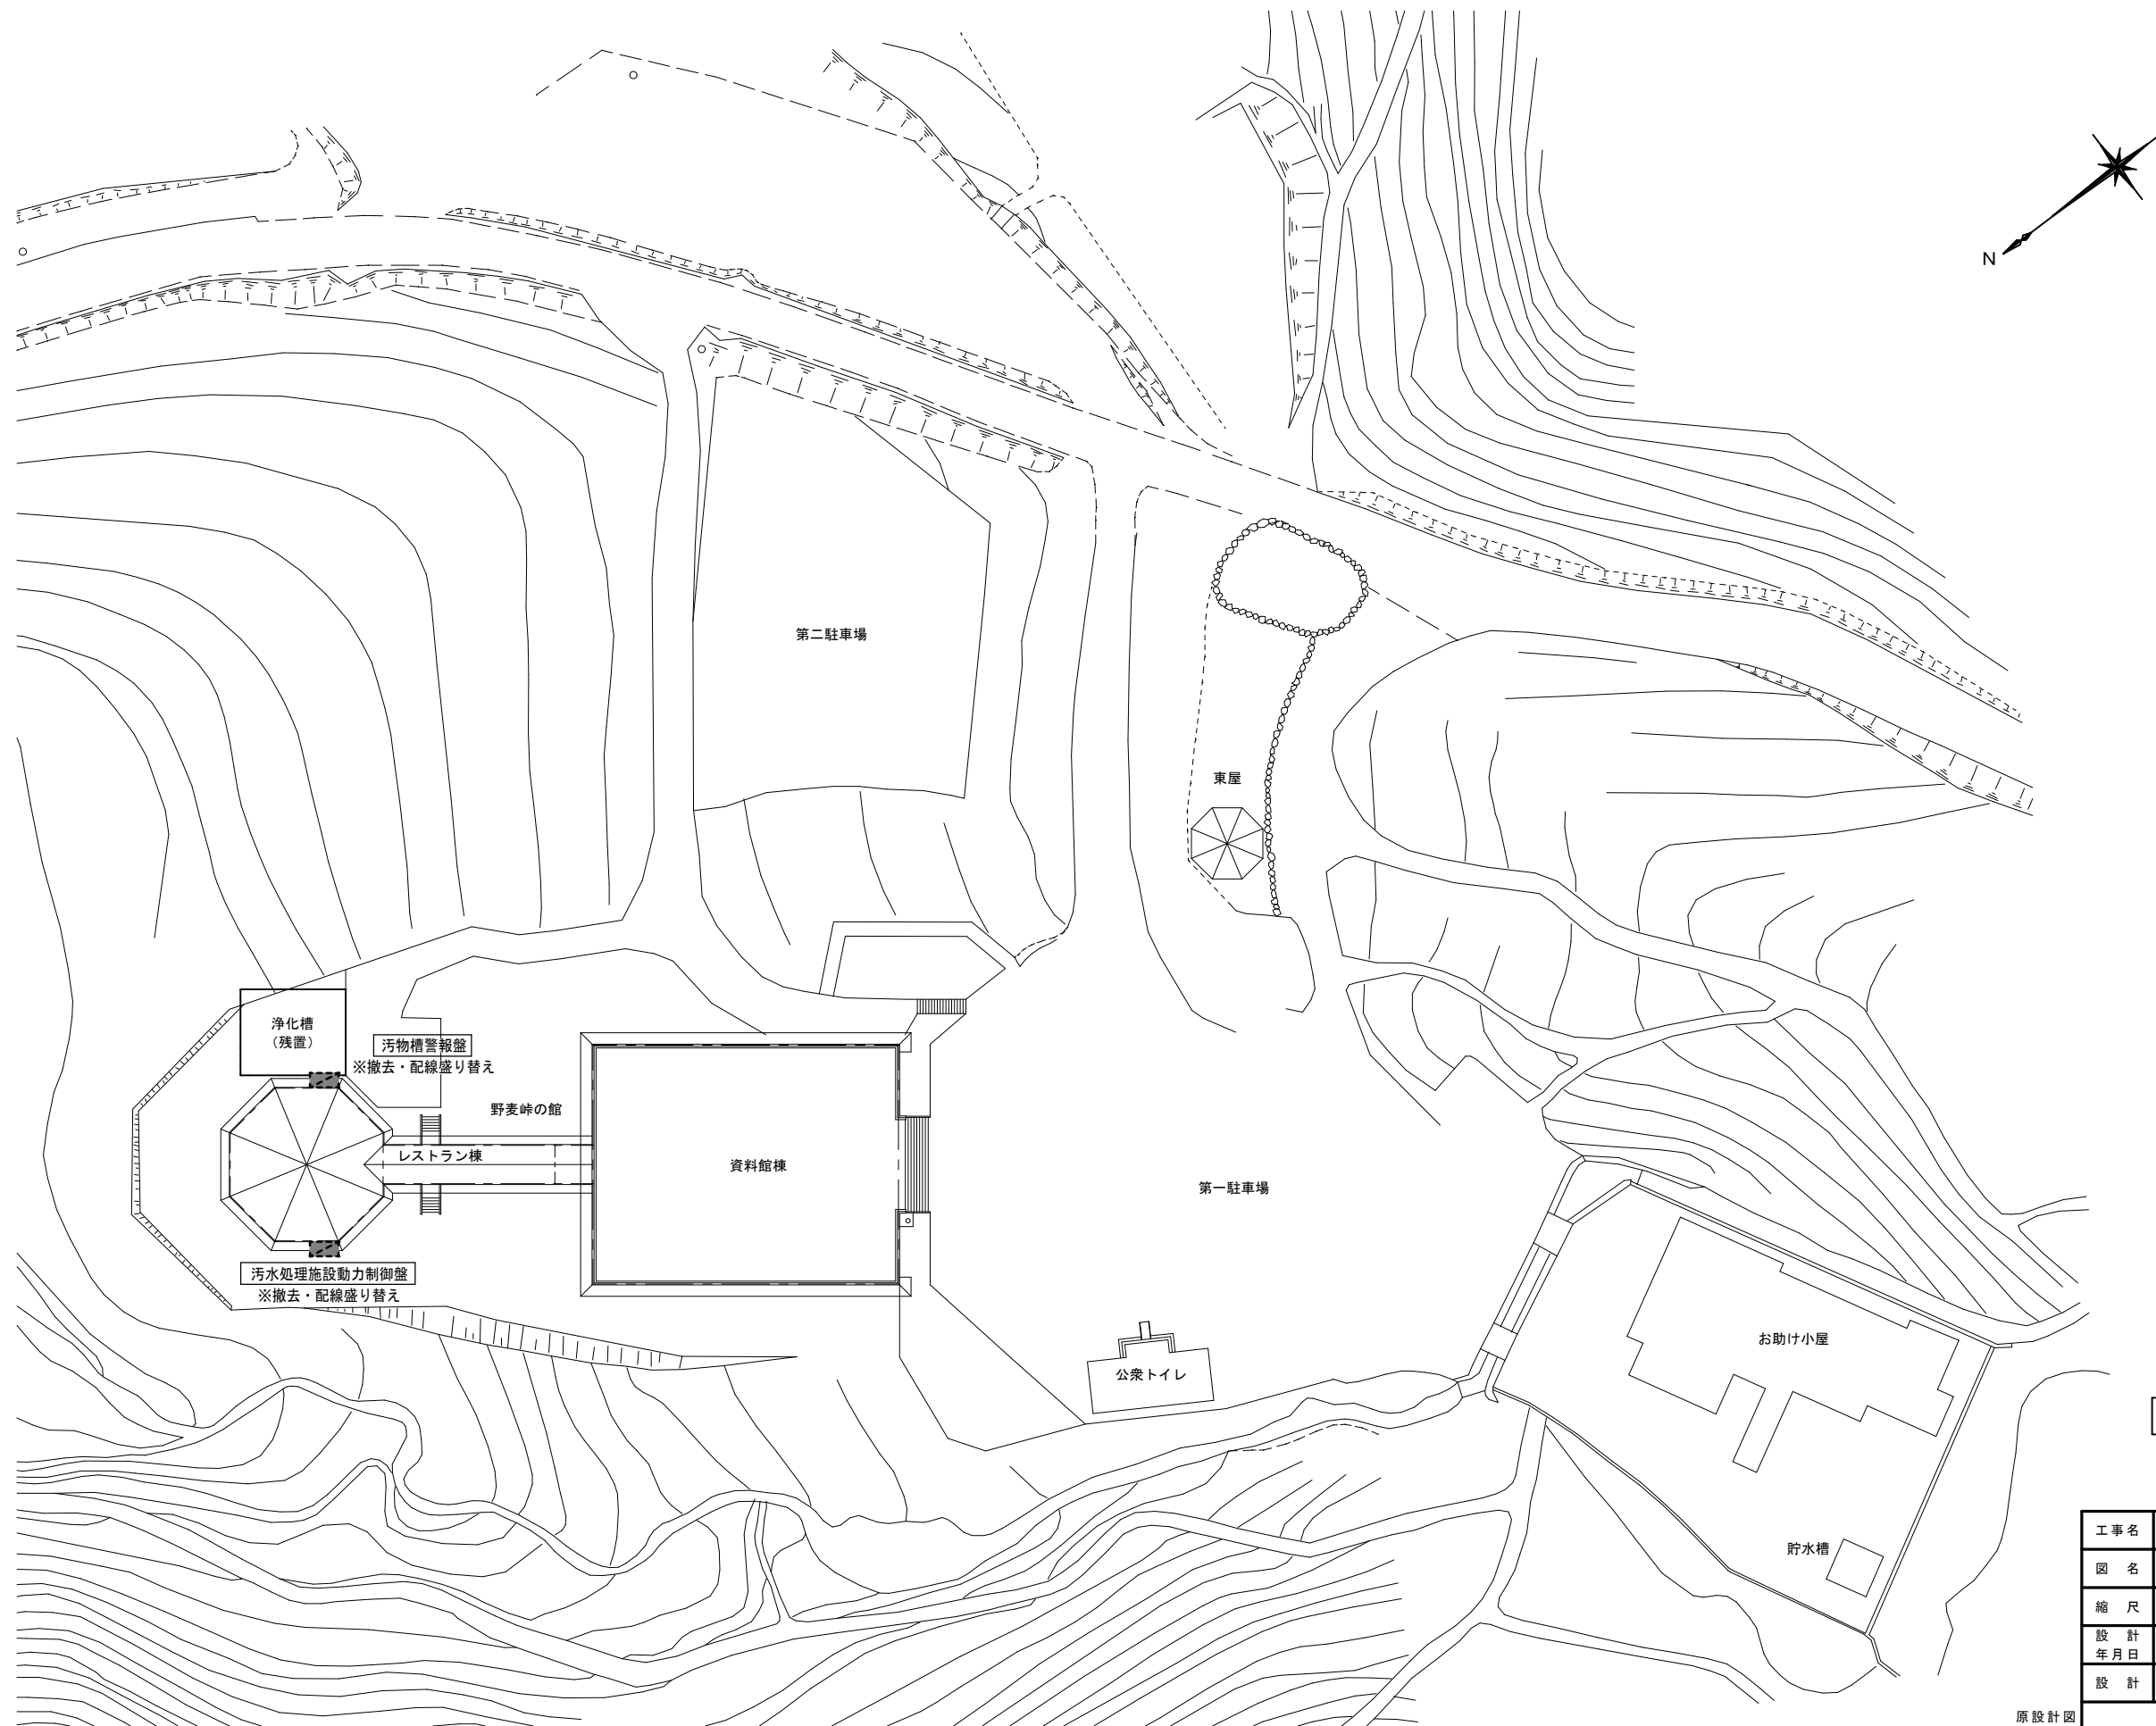 N
第二駐車場
東屋
浄化槽
（残置）
汚物槽警報盤
※撤去・配線盛り替え
野麦峠の館
レストラン棟
資料館棟
第一駐車場
汚水処理施設動力制御盤
※撤去・配線盛り替え
公衆トイレ
お助け小屋
貯水槽
工事名
図 名
縮 尺
設 計
年月日
設 計
原設計図